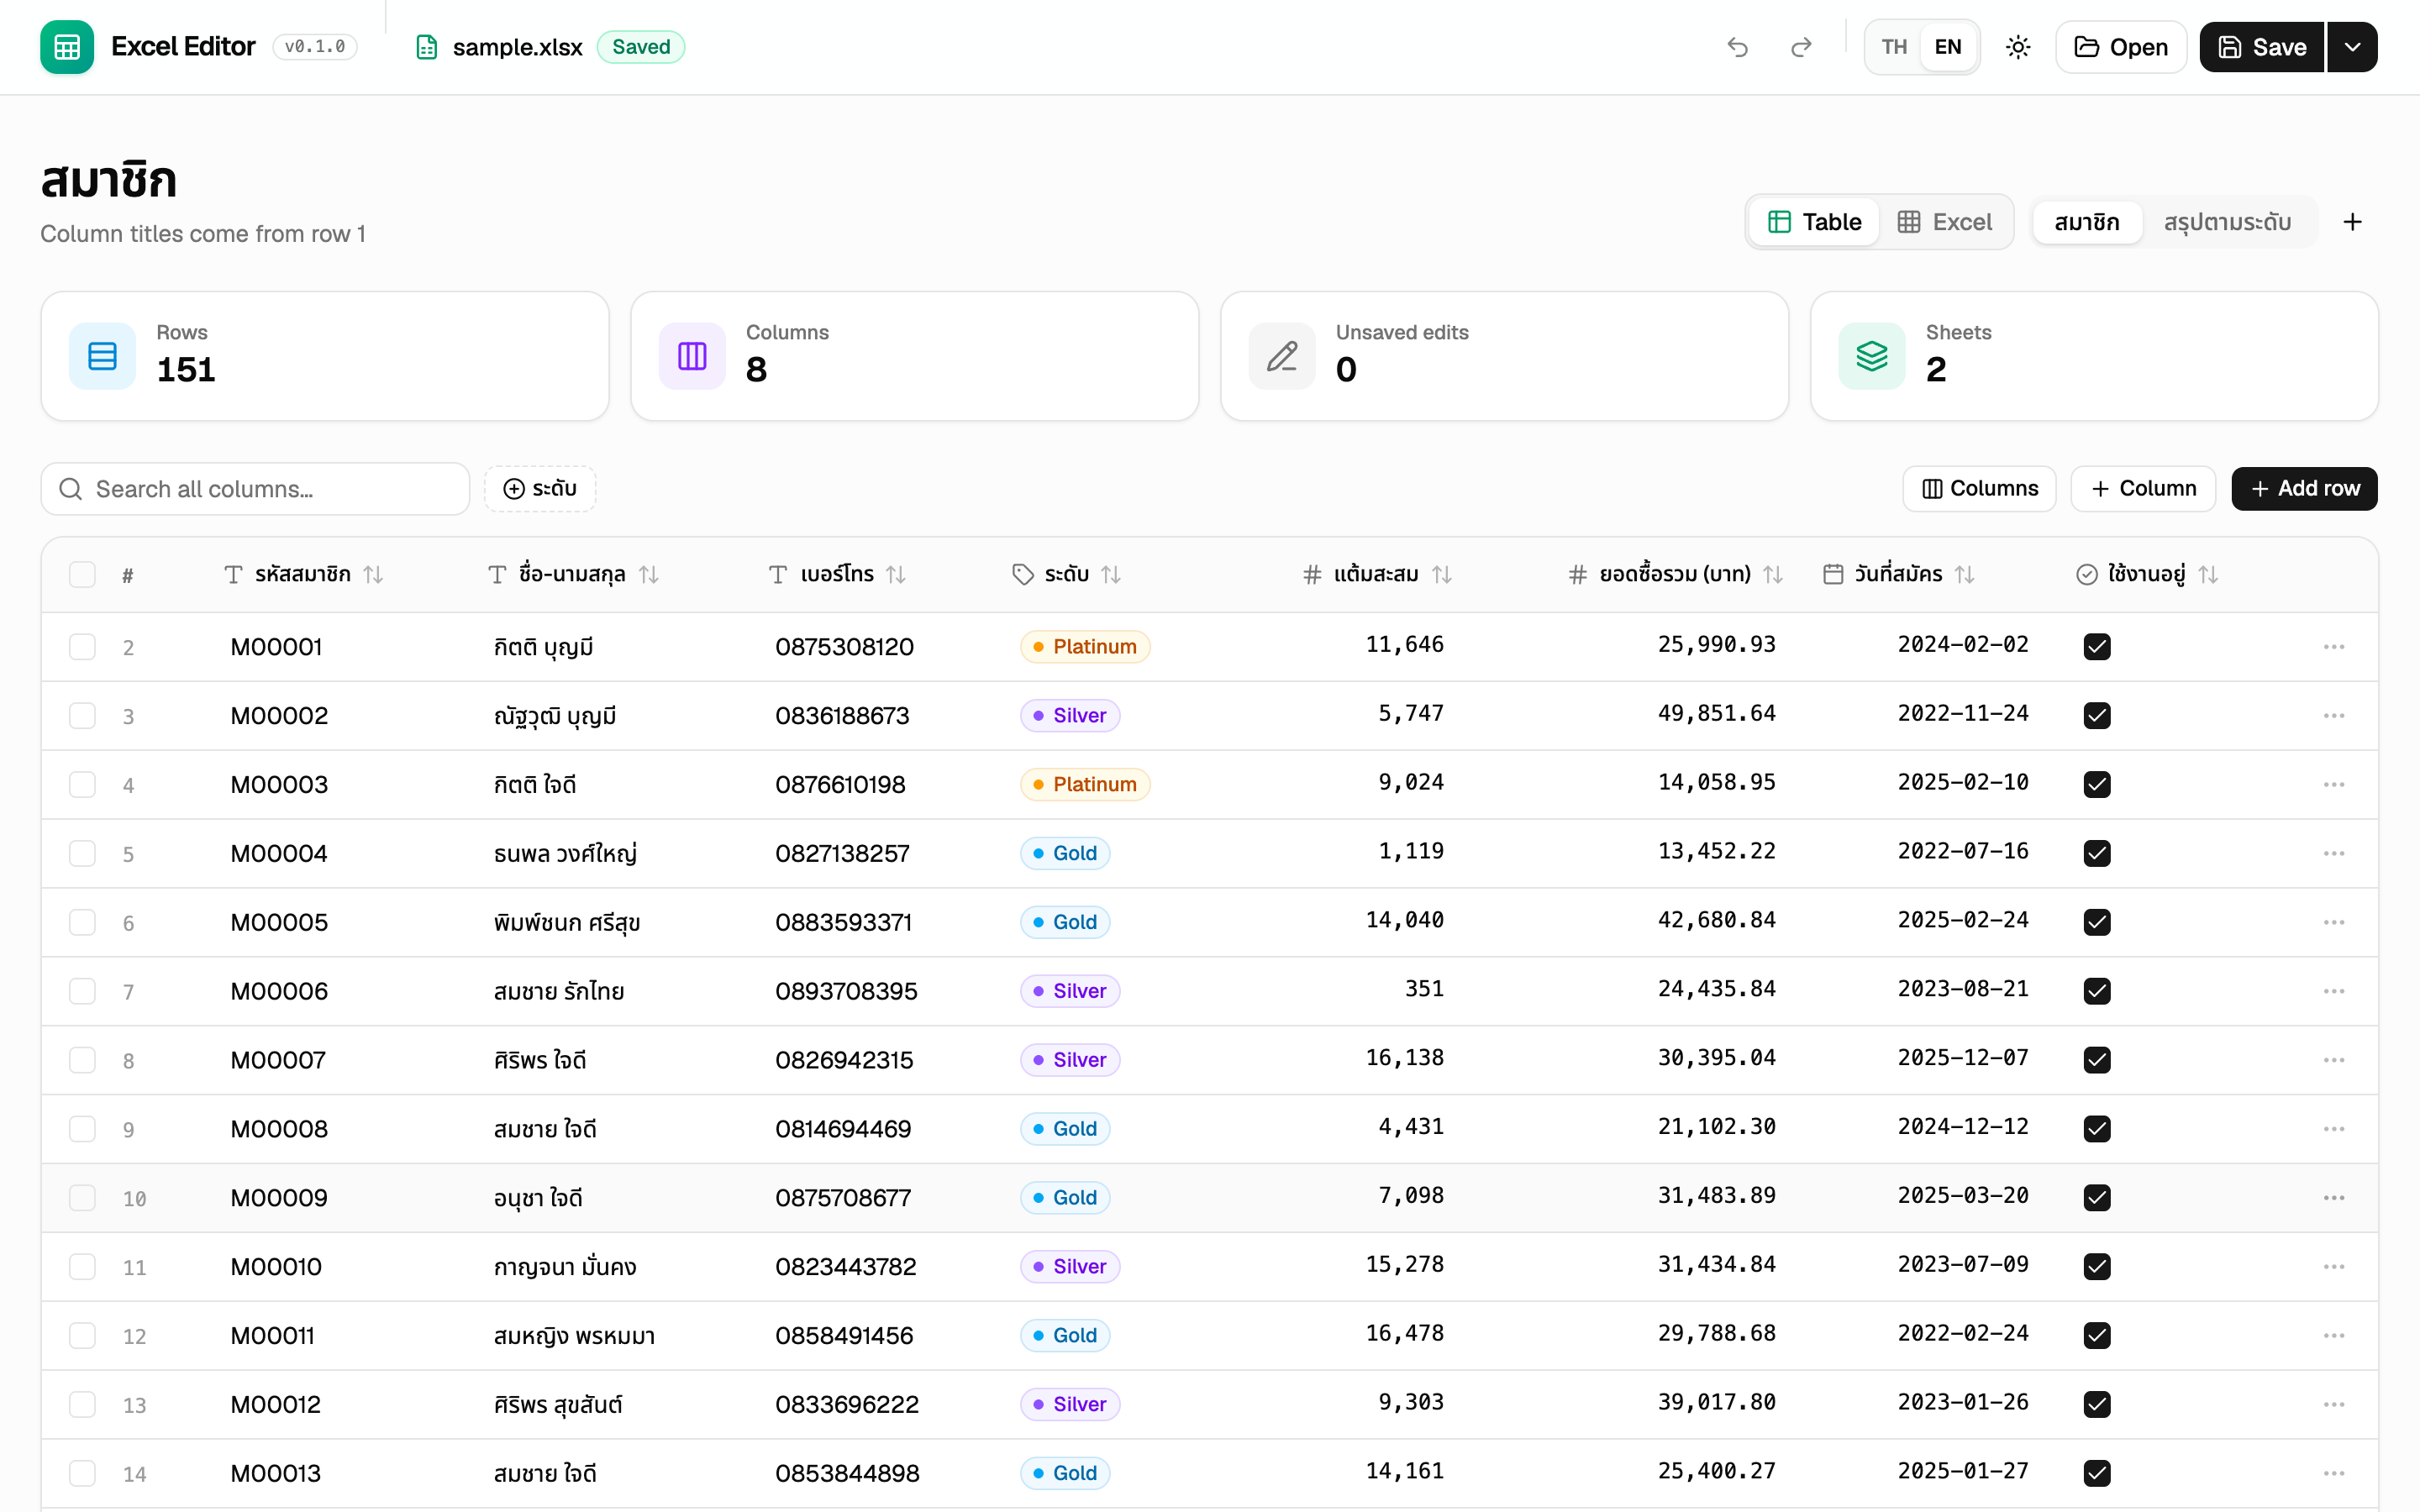 Excel Editor v0.1.0 sample.xlsx Saved TH EN Open Save
สมาชิก
Column titles come from row 1
Table Excel สมาชิก สรุปตามระดับ
Rows
151
Columns
8
Unsaved edits
0
Sheets
2
Search all columns... ระดับ Columns + Column + Add row
# รหัสสมาชิก ชื่อ-นามสกุล เบอร์โทร ระดับ # แต้มสะสม # ยอดซื้อรวม (บาท) วันที่สมัคร ใช้งานอยู่
2 M00001 กิตติ บุญมี 0875308120 Platinum 11,646 25,990.93 2024-02-02
3 M00002 ณัฐวุฒิ บุญมี 0836188673 Silver 5,747 49,851.64 2022-11-24
4 M00003 กิตติ ใจดี 0876610198 Platinum 9,024 14,058.95 2025-02-10
5 M00004 ธนพล วงศ์ใหญ่ 0827138257 Gold 1,119 13,452.22 2022-07-16
6 M00005 พิมพ์ชนก ศรีสุข 0883593371 Gold 14,040 42,680.84 2025-02-24
7 M00006 สมชาย รักไทย 0893708395 Silver 351 24,435.84 2023-08-21
8 M00007 ศิริพร ใจดี 0826942315 Silver 16,138 30,395.04 2025-12-07
9 M00008 สมชาย ใจดี 0814694469 Gold 4,431 21,102.30 2024-12-12
10 M00009 อนุชา ใจดี 0875708677 Gold 7,098 31,483.89 2025-03-20
11 M00010 กาญจนา มั่นคง 0823443782 Silver 15,278 31,434.84 2023-07-09
12 M00011 สมหญิง พรหมมา 0858491456 Gold 16,478 29,788.68 2022-02-24
13 M00012 ศิริพร สุขสันต์ 0833696222 Silver 9,303 39,017.80 2023-01-26
14 M00013 สมชาย ใจดี 0853844898 Gold 14,161 25,400.27 2025-01-27